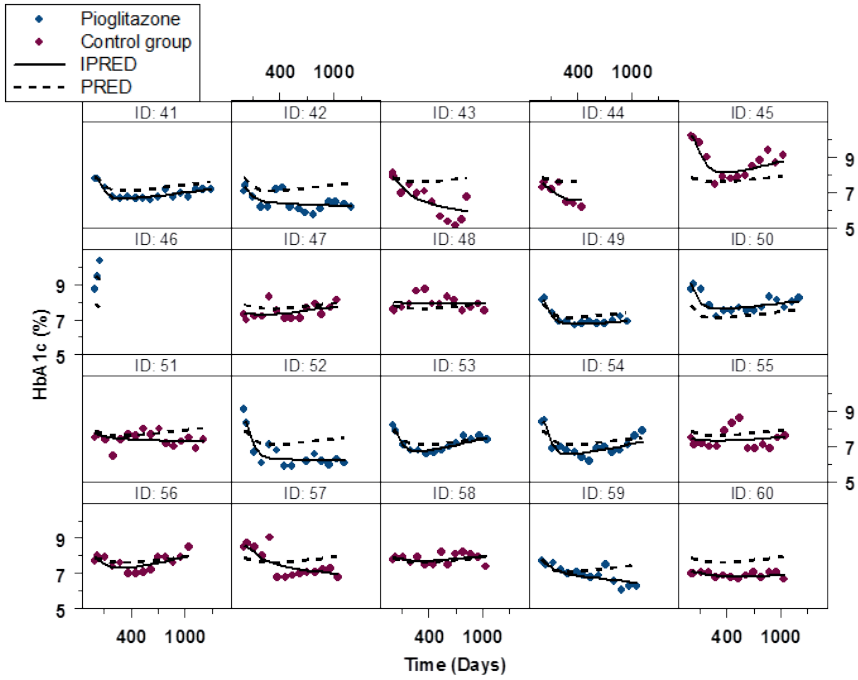 Pioglitazone
Control group
IPRED
PRED
400 1000 400 1000
ID: 41 ID: 42 ID: 43 ID: 44 ID: 45
9
7
5
ID: 46 ID: 47 ID: 48 ID: 49 ID: 50
9
7
5
ID: 51 ID: 52 ID: 53 ID: 54 ID: 55
9
7
5
ID: 56 ID: 57 ID: 58 ID: 59 ID: 60
9
7
5
400 1000 400 1000 400 1000
HbA1c (%)
Time (Days)